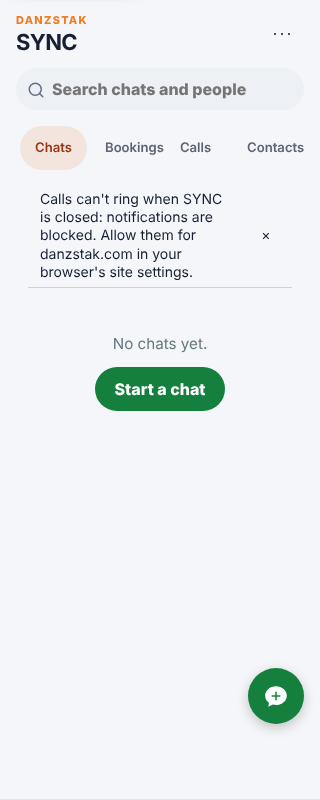 DANZSTAK
SYNC
...
Search chats and people
Chats Bookings Calls Contacts
Calls can't ring when SYNC
is closed: notifications are
blocked. Allow them for
danzstak.com in your
browser's site settings.
×
No chats yet.
Start a chat